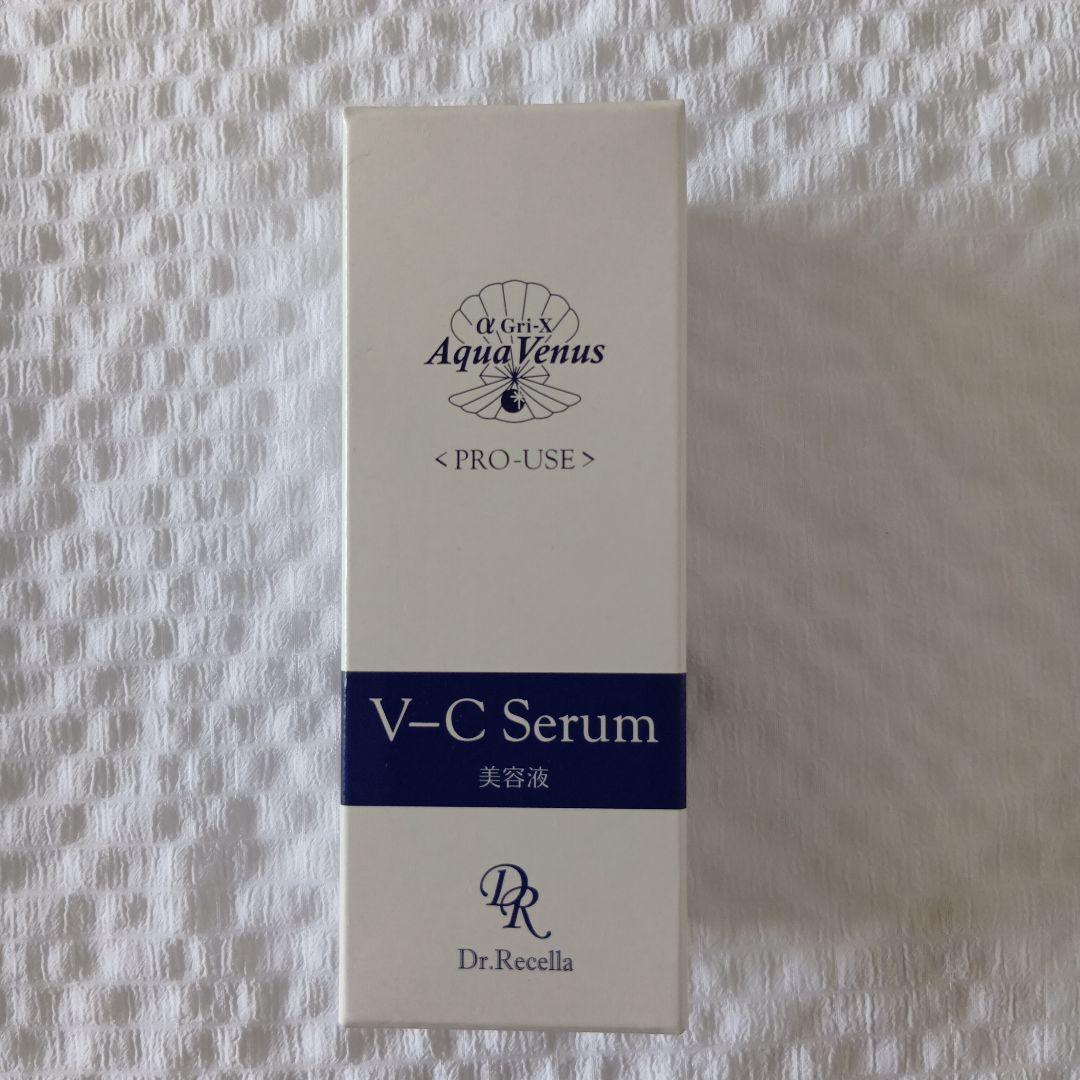 α Gri-X
Aqua Venus
< PRO-USE >
V-C Serum
美容液
DR
Dr.Recella